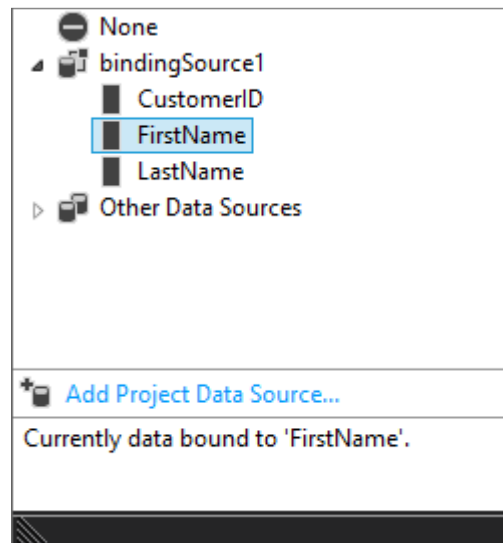 None
bindingSource1
CustomerID
FirstName
LastName
Other Data Sources
Add Project Data Source...
Currently data bound to 'FirstName'.